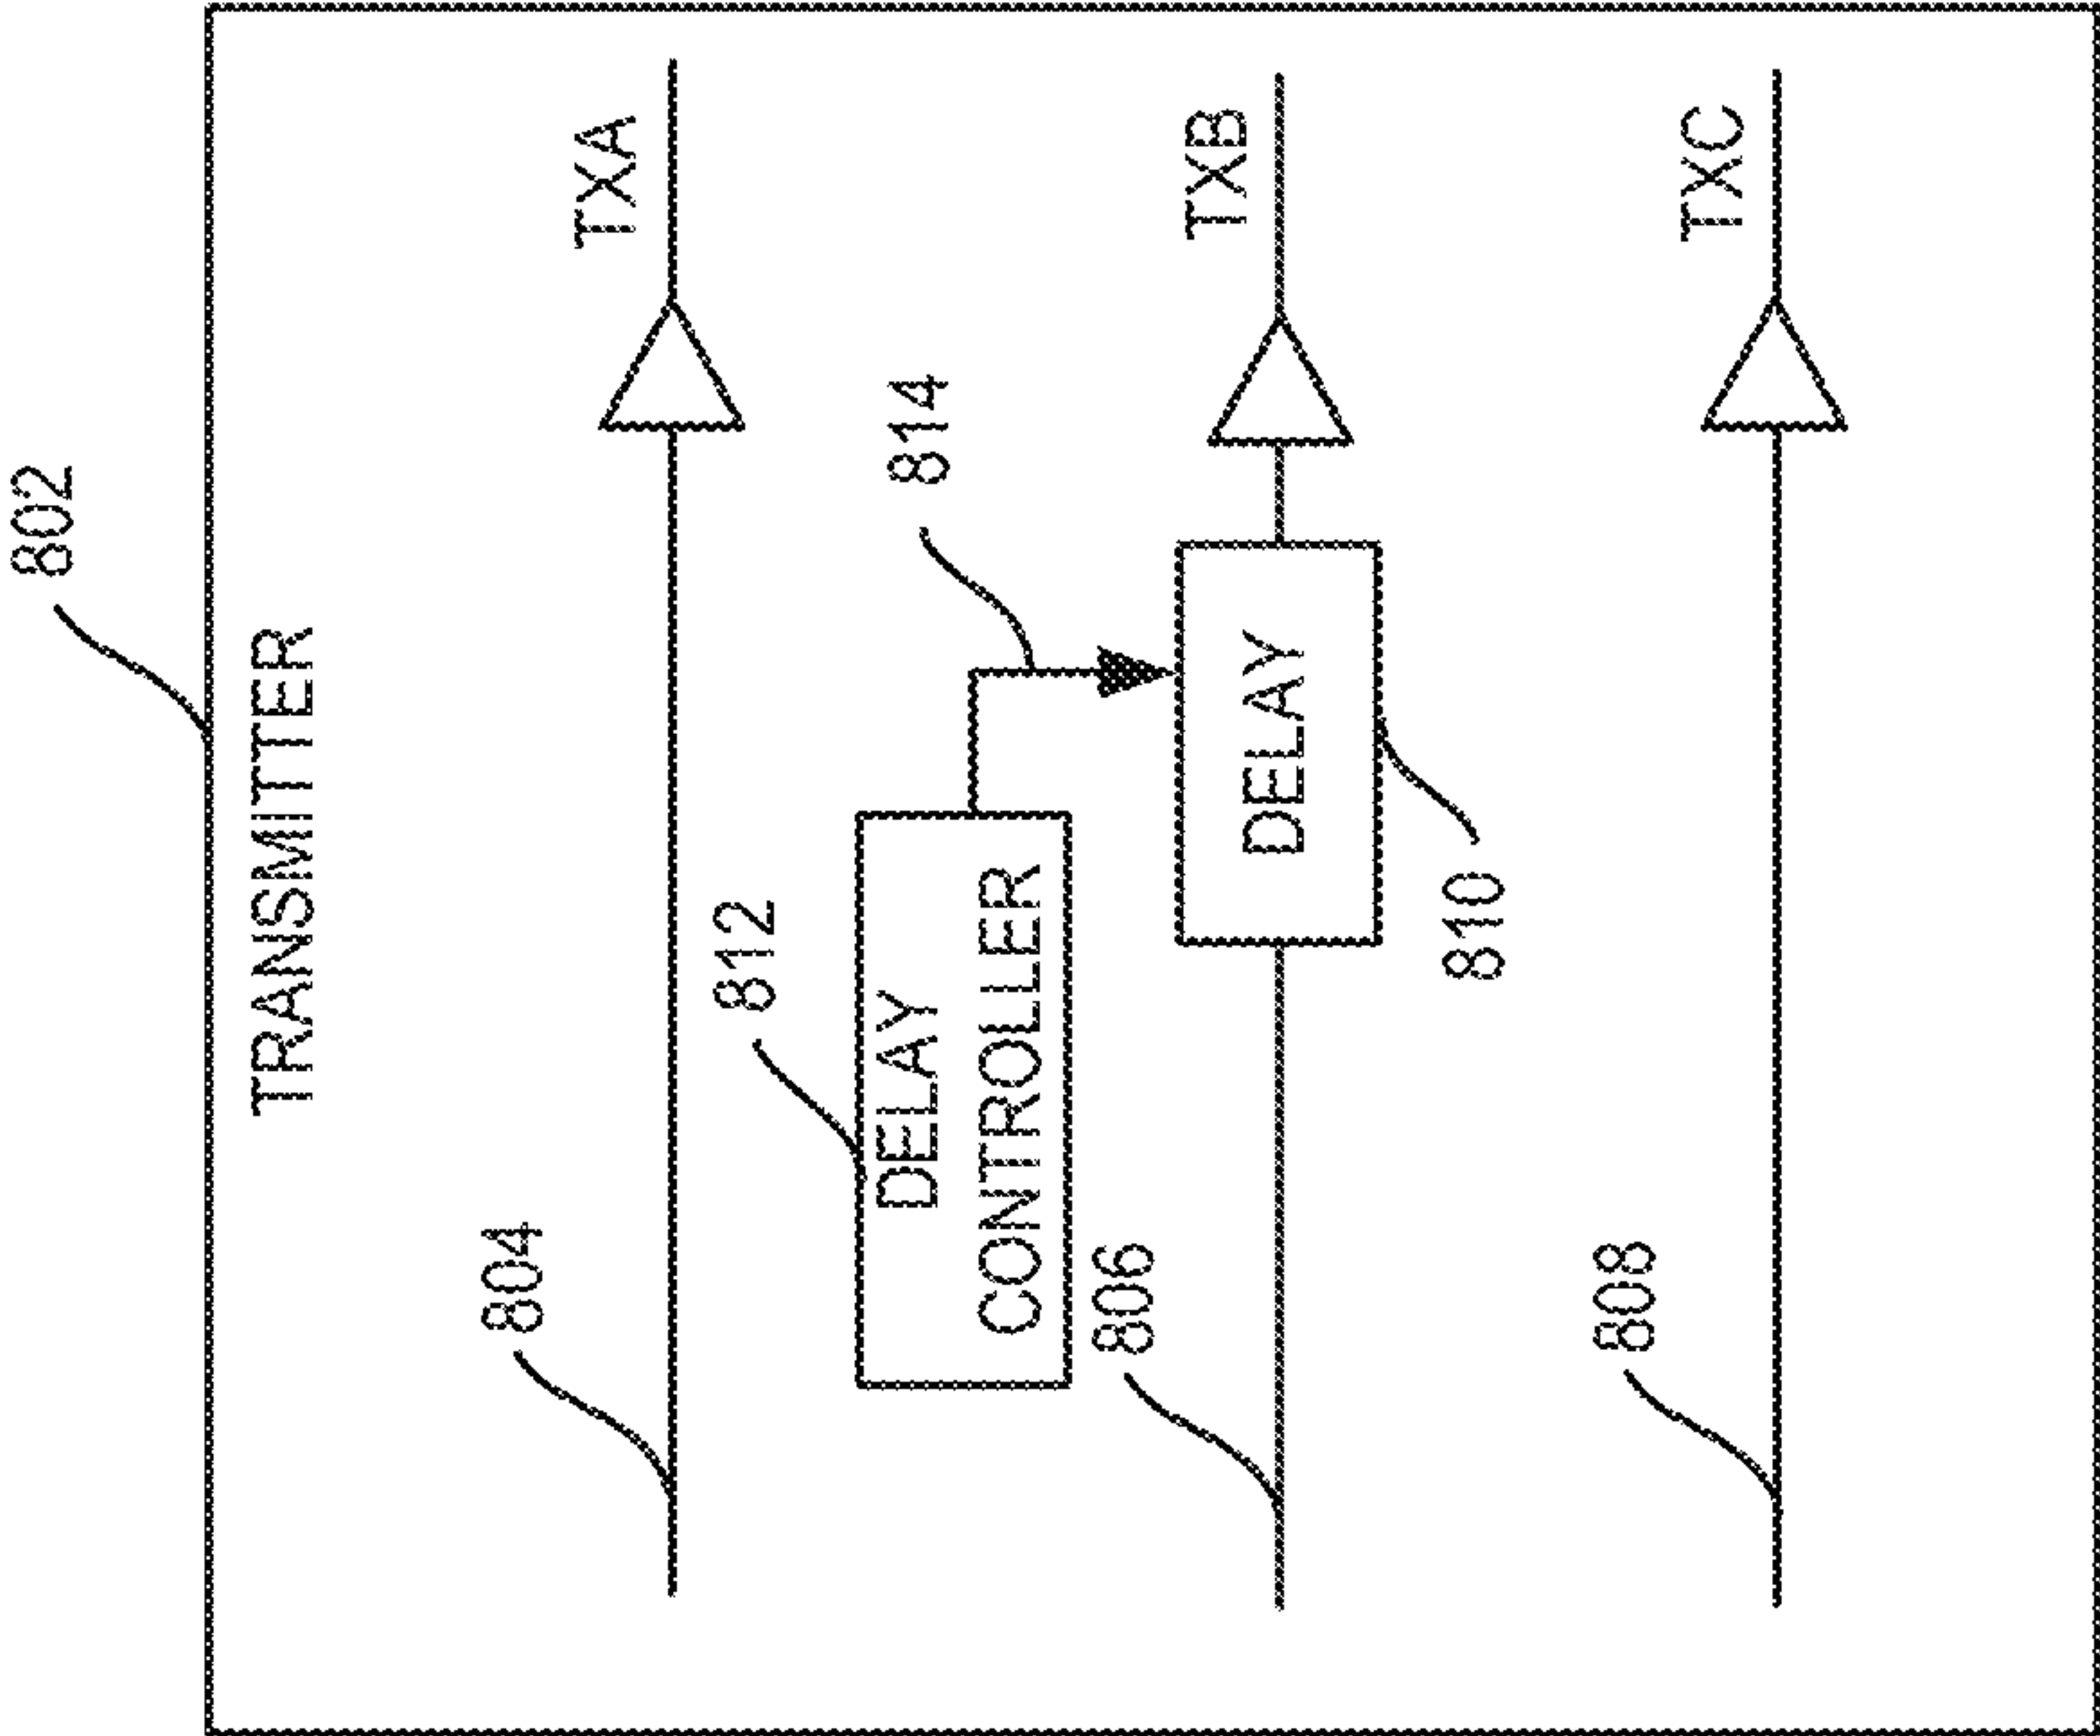 802
TRANSMITTER
804
TXA
812
DELAY
CONTROLLER
814
806
DELAY
TXB
810
808
TXC